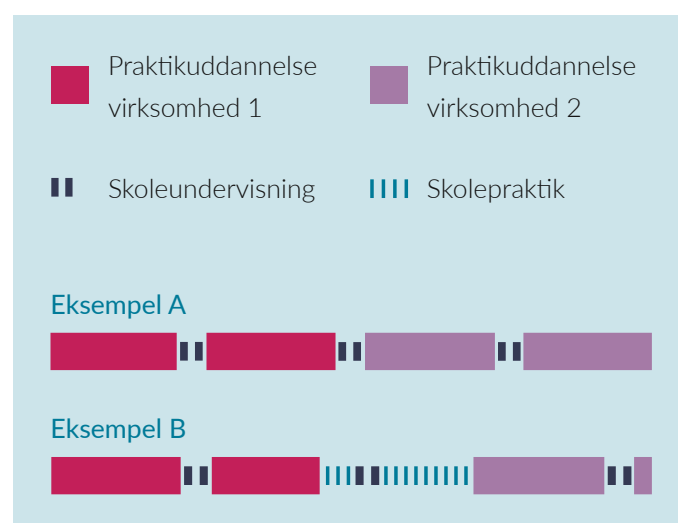 Praktikuddannelse
virksomhed 1
Praktikuddannelse
virksomhed 2
Skoleundervisning
Skolepraktik
Eksempel A
Eksempel B